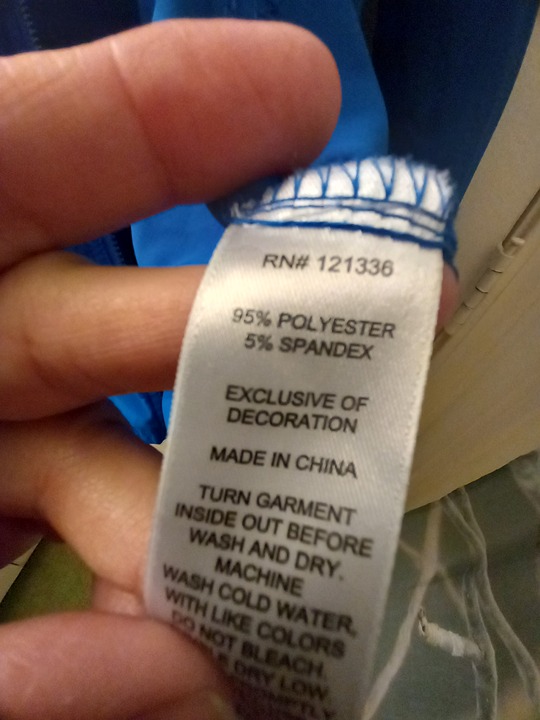 RN# 121336
95% POLYESTER
5% SPANDEX
EXCLUSIVE OF
DECORATION
MADE IN CHINA
TURN GARMENT
INSIDE OUT BEFORE
WASH AND DRY.
MACHINE
WASH COLD WATER,
WITH LIKE COLORS
DO NOT BLEACH.
DRY LOW